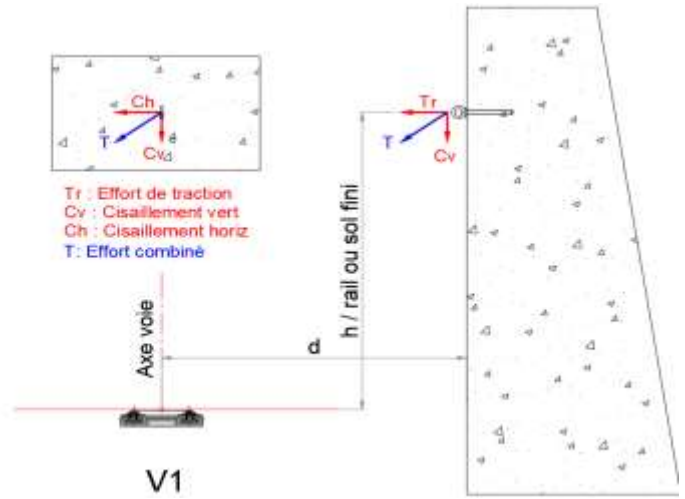 Ch
T
Cv
Tr : Effort de traction
Cv : Cisaillement vert
Ch : Cisaillement horiz
T: Effort combiné
Tr
T
Cv
h / rail ou sol fini
Axe voie
d
V1